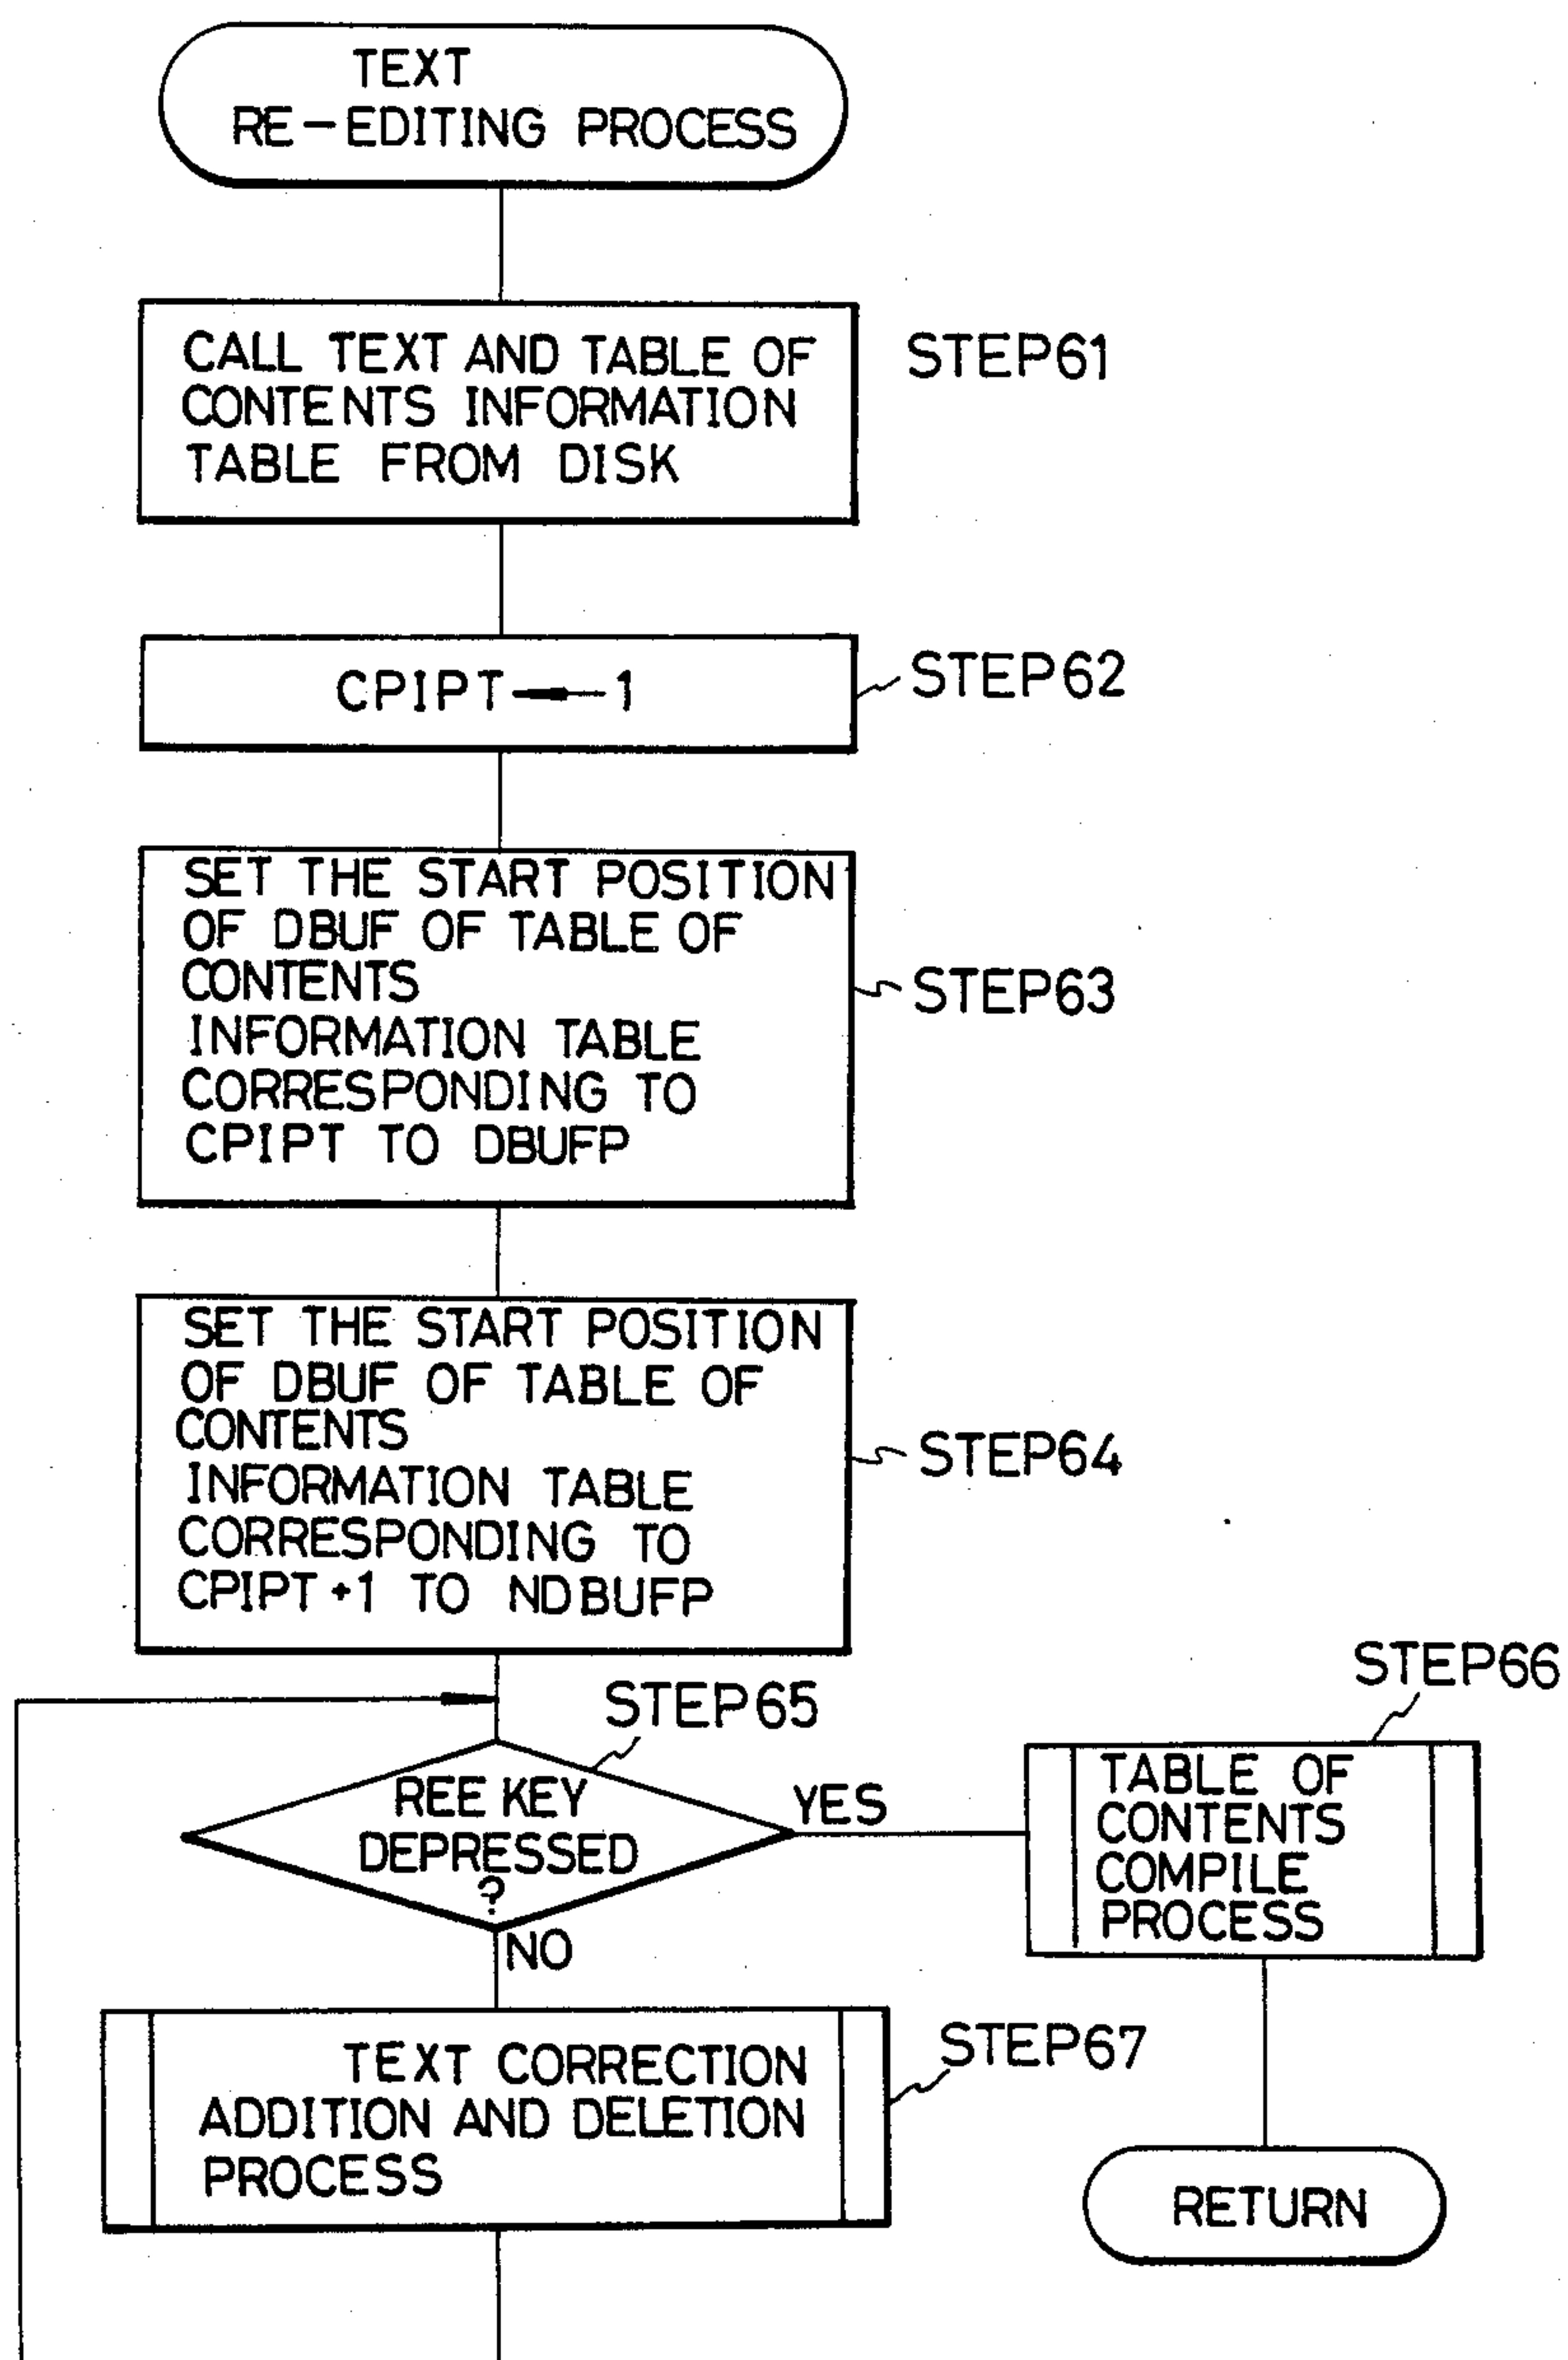 TEXT
RE-EDITING PROCESS
CALL TEXT AND TABLE OF
CONTENTS INFORMATION
TABLE FROM DISK
STEP61
CPIPT ← 1
STEP62
SET THE START POSITION
OF DBUF OF TABLE OF
CONTENTS
INFORMATION TABLE
CORRESPONDING TO
CPIPT TO DBUFP
STEP63
SET THE START POSITION
OF DBUF OF TABLE OF
CONTENTS
INFORMATION TABLE
CORRESPONDING TO
CPIPT+1 TO NDBUFP
STEP64
STEP65
REE KEY
DEPRESSED
?
YES
NO
STEP66
TABLE OF
CONTENTS
COMPILE
PROCESS
TEXT CORRECTION
ADDITION AND DELETION
PROCESS
STEP67
RETURN